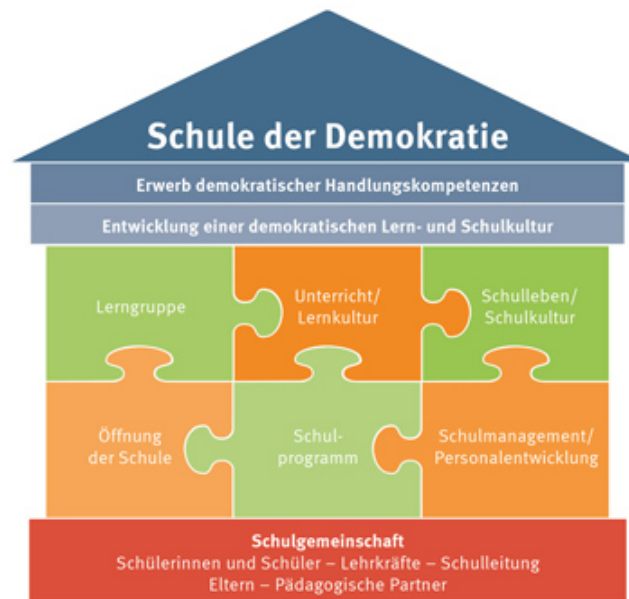 Schule der Demokratie
Erwerb demokratischer Handlungskompetenzen
Entwicklung einer demokratischen Lern- und Schulkultur
Lerngruppe
Unterricht/
Lernkultur
Schulleben/
Schulkultur
Öffnung
der Schule
Schul-
programm
Schulmanagement/
Personalentwicklung
Schulgemeinschaft
Schülerinnen und Schüler – Lehrkräfte – Schulleitung
Eltern – Pädagogische Partner